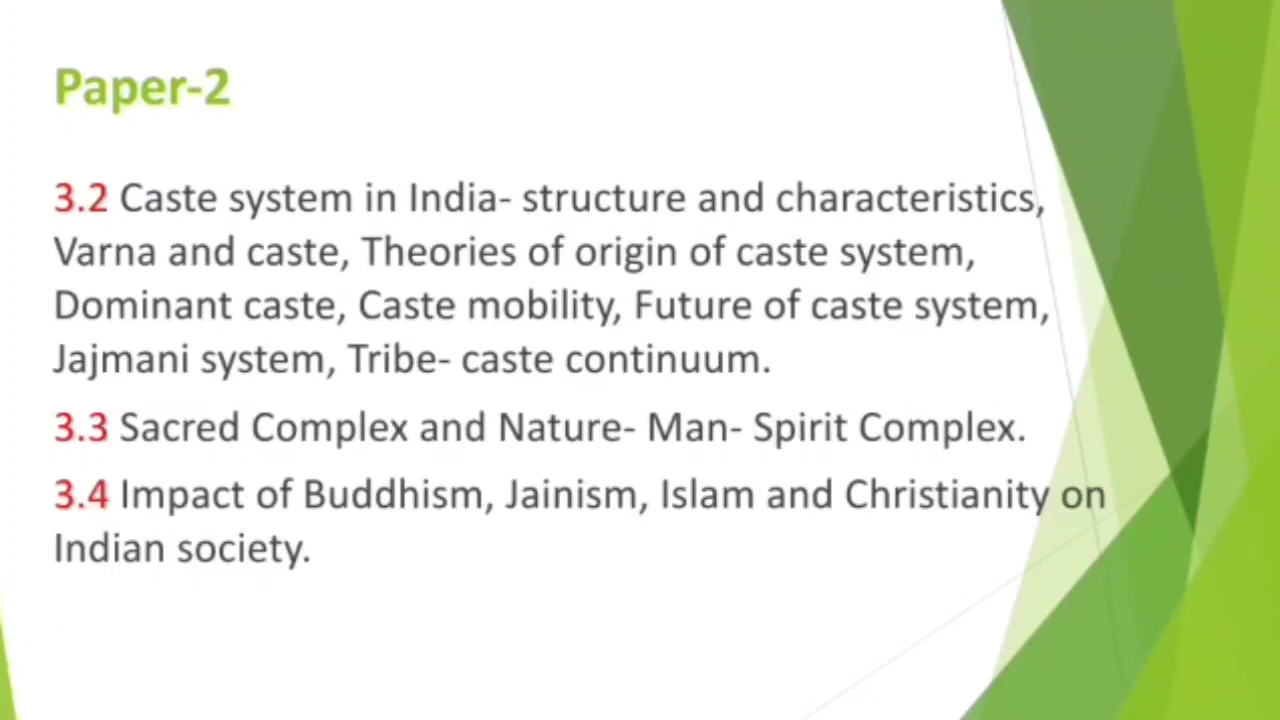 Paper-2
3.2 Caste system in India- structure and characteristics,
Varna and caste, Theories of origin of caste system,
Dominant caste, Caste mobility, Future of caste system,
Jajmani system, Tribe- caste continuum.
3.3 Sacred Complex and Nature- Man- Spirit Complex.
3.4 Impact of Buddhism, Jainism, Islam and Christianity on
Indian society.